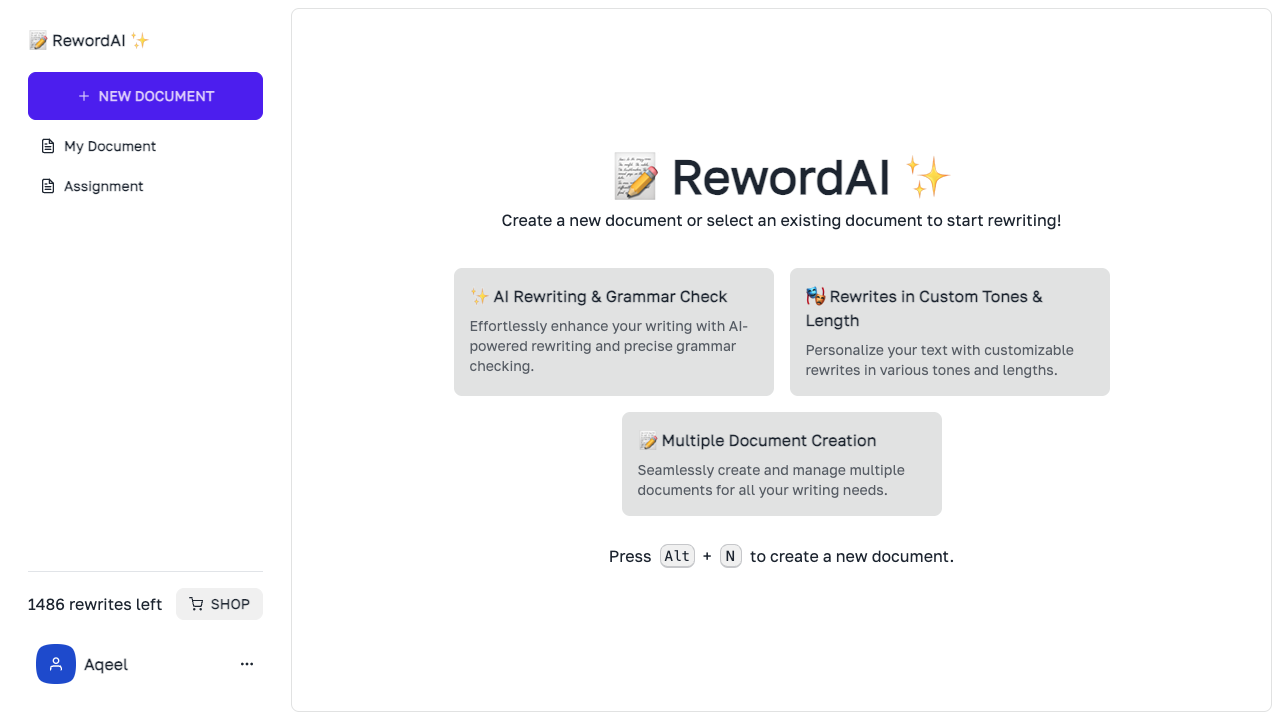 RewordAI
+ NEW DOCUMENT
My Document
Assignment
1486 rewrites left
SHOP
Aqeel
RewordAI
Create a new document or select an existing document to start rewriting!
AI Rewriting & Grammar Check
Effortlessly enhance your writing with AI-
powered rewriting and precise grammar
checking.
Rewrites in Custom Tones &
Length
Personalize your text with customizable
rewrites in various tones and lengths.
Multiple Document Creation
Seamlessly create and manage multiple
documents for all your writing needs.
Press Alt + N to create a new document.